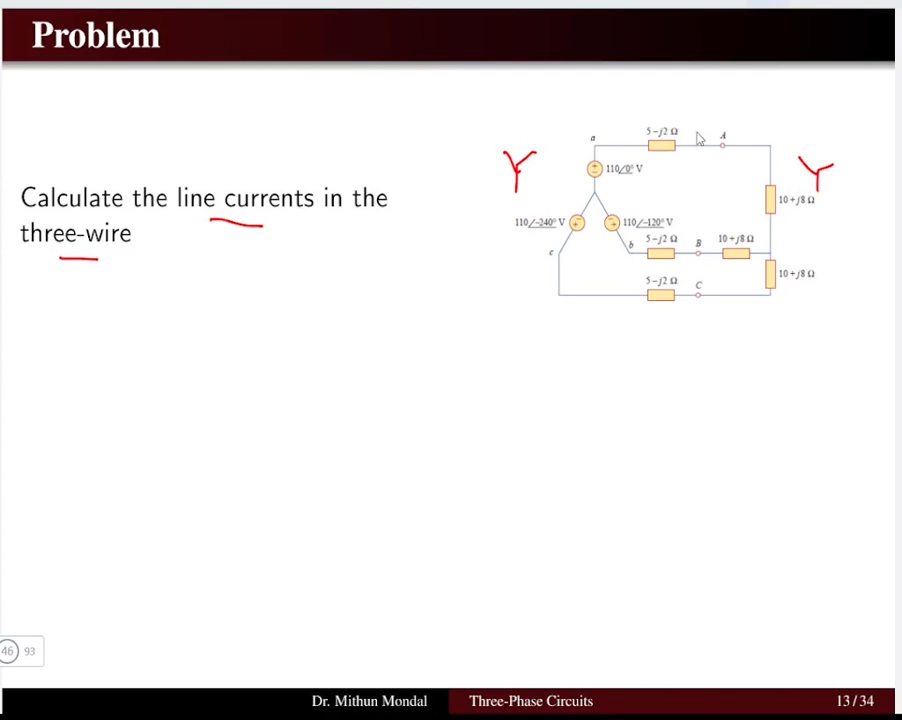 Problem
Calculate the line currents in the
three-wire
a
5−j2 Ω
A
110/0° V
10+j8 Ω
110/−240° V
110/−120° V
c
b
5−j2 Ω
B
10+j8 Ω
5−j2 Ω
C
10+j8 Ω
Y
Y
46 93
Dr. Mithun Mondal
Three-Phase Circuits
13 / 34